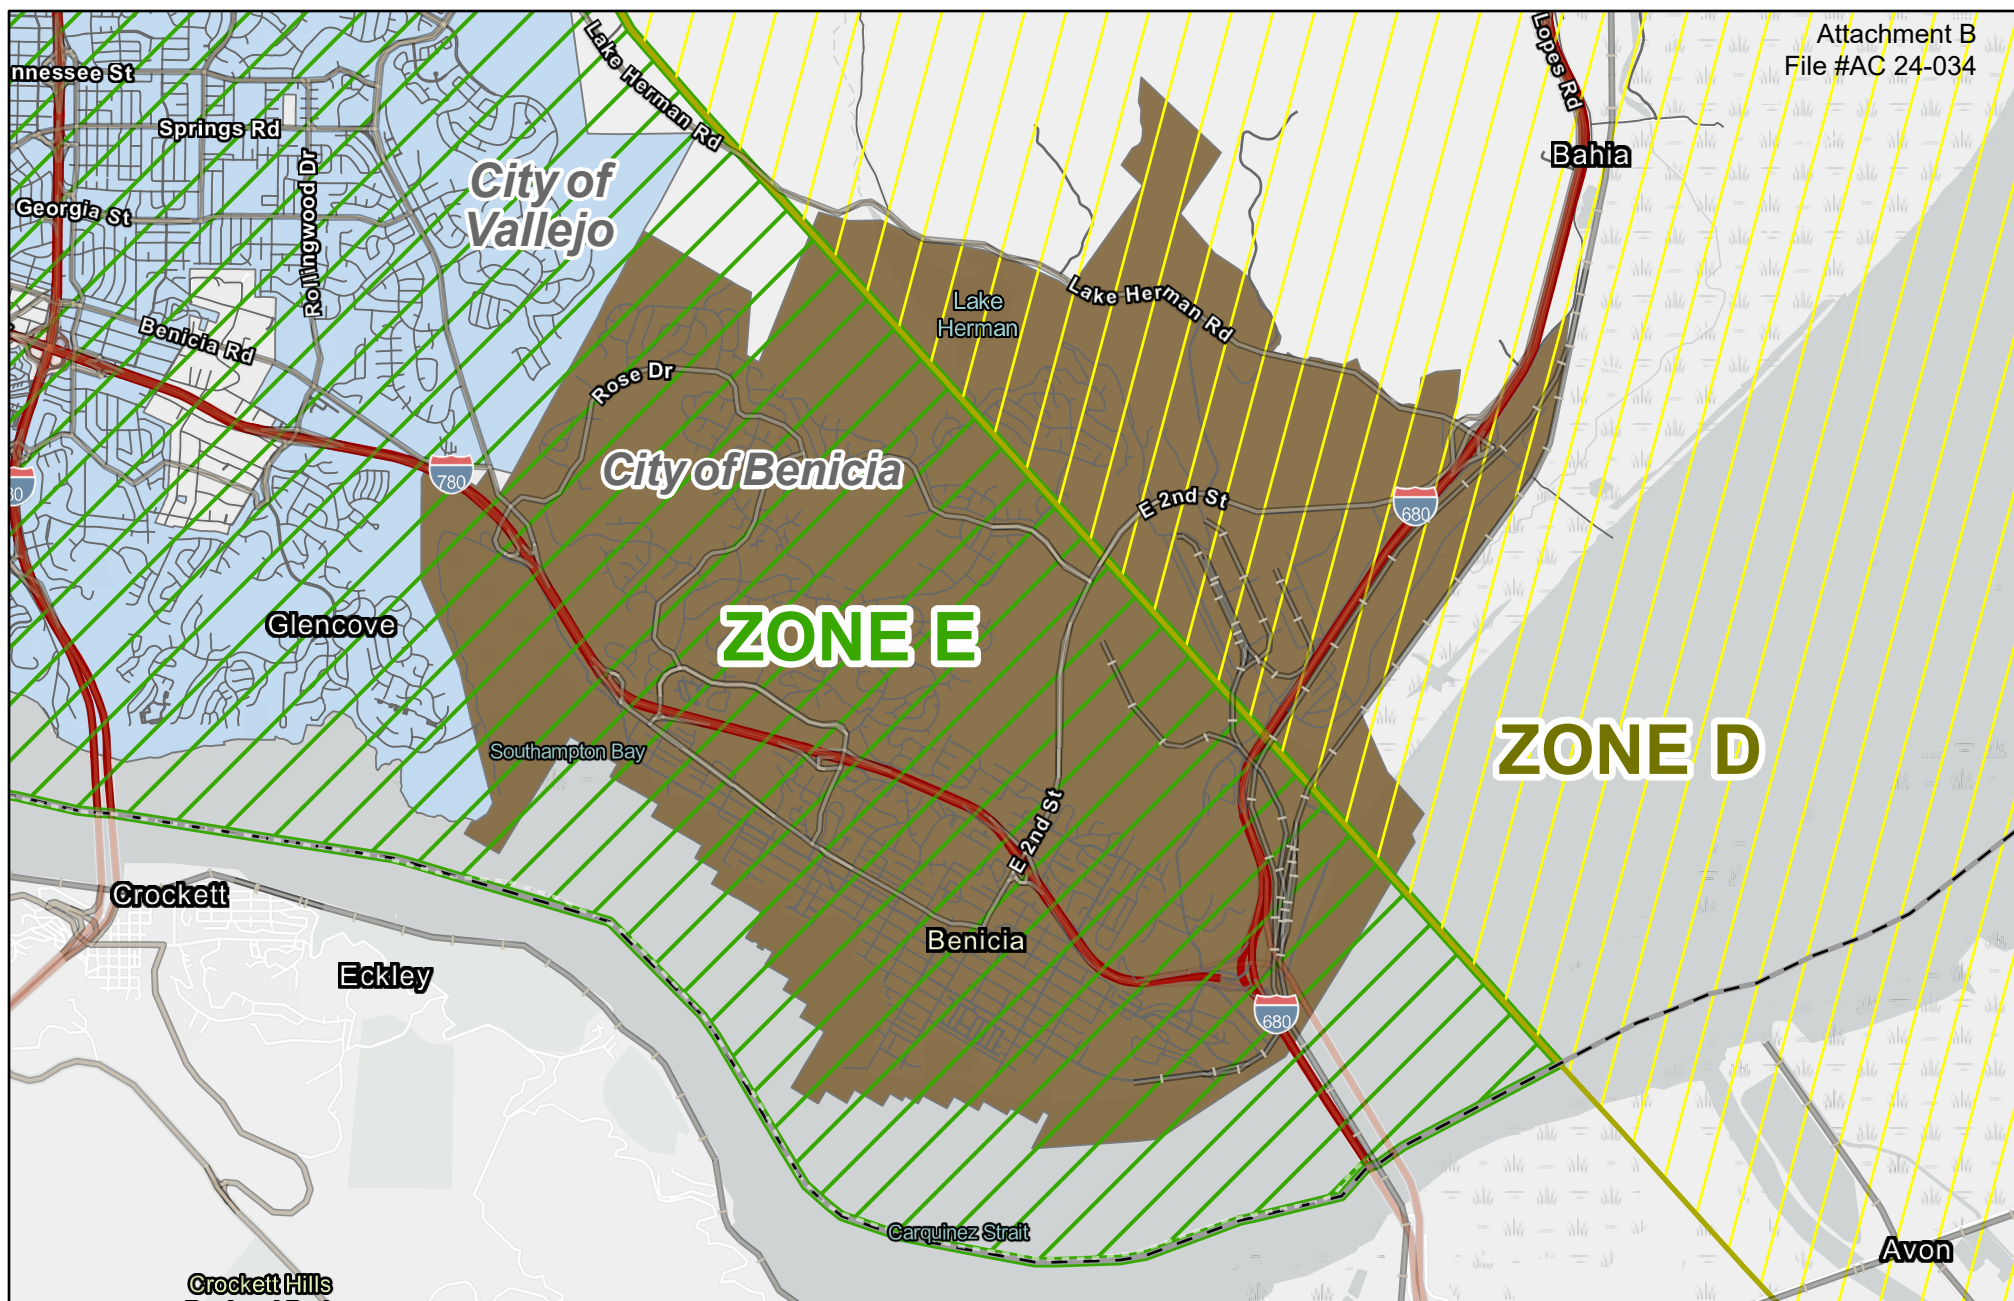 Attachment B
File #AC 24-034
Lopes Rd
Lake Herman Rd
nnessee St
Springs Rd
Rollingwood Dr
Bahia
City of
Vallejo
Georgia St
Lake
Herman
Lake Herman Rd
Benicia Rd
Rose Dr
City of Benicia
780
80
E 2nd St
680
Glencove
ZONE E
Southampton Bay
ZONE D
E 2nd St
Crockett
Benicia
Eckley
680
Carquinez Strait
Avon
Crockett Hills